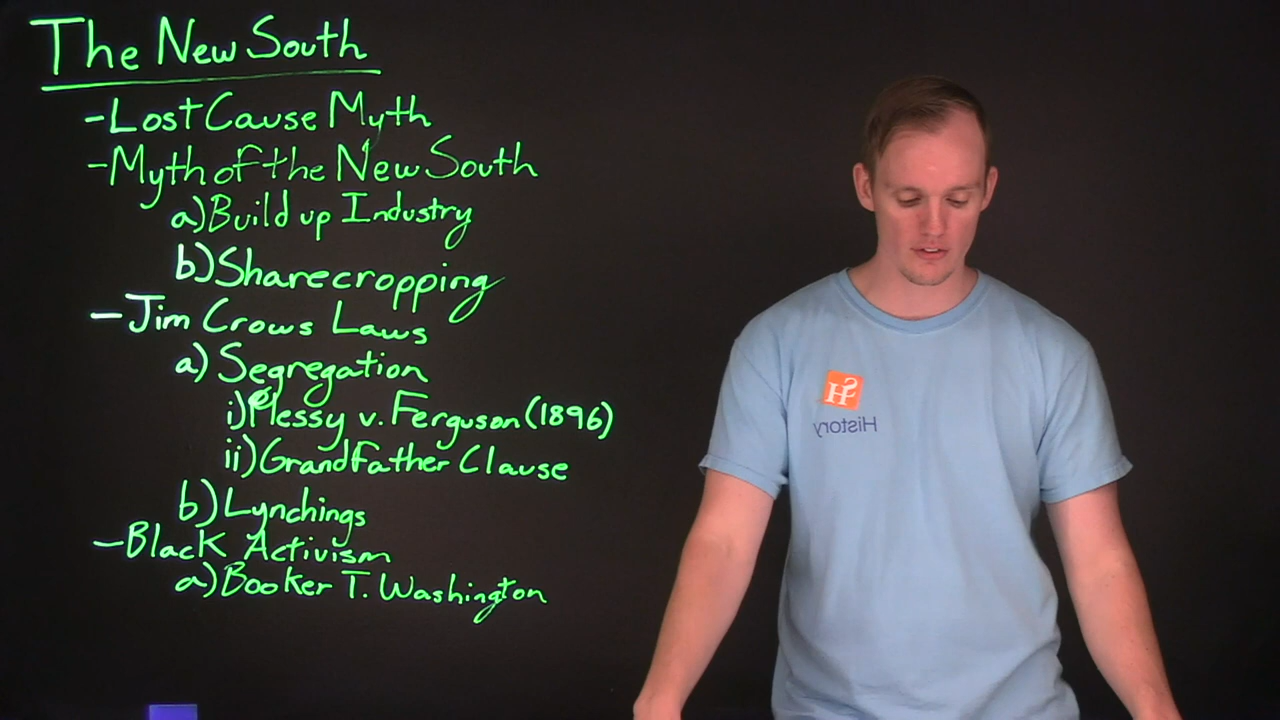 The New South
- Lost Cause Myth
- Myth of the New South
a) Build up Industry
b) Sharecropping
- Jim Crows Laws
a) Segregation
i) Plessy v. Ferguson (1896)
ii) Grandfather Clause
b) Lynchings
- Black Activism
a) Booker T. Washington
HS
History